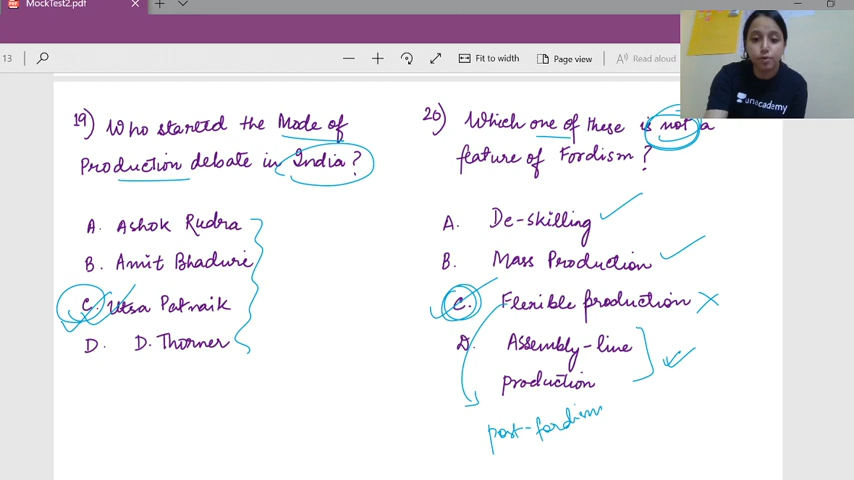 MockTest2.pdf
13
Fit to width
Page view
Read aloud
unacademy
19) Who started the Mode of
Production debate in India?
A. Ashok Rudra
B. Amit Bhaduri
C. Utsa Patnaik
D. D. Thorner
20) Which one of these is not a
feature of Fordism?
A. De-skilling
B. Mass Production
C. Flexible production
D. Assembly-line
production
post-fordism